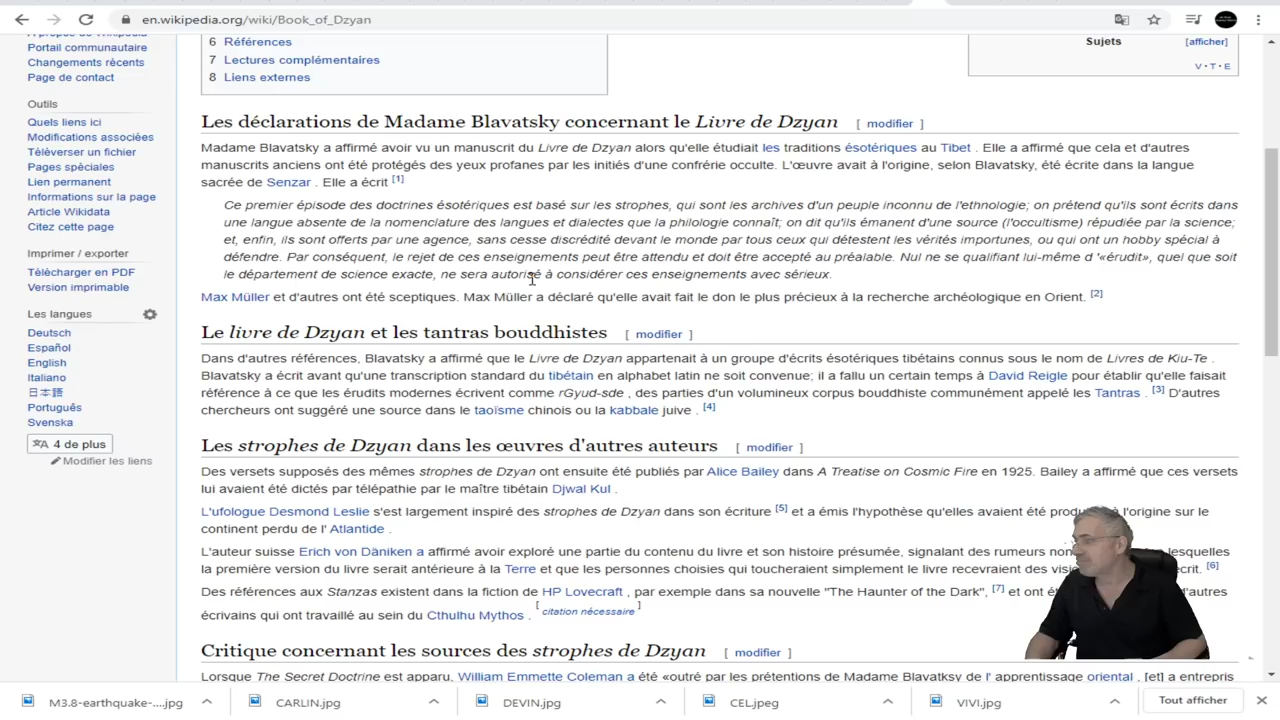 en.wikipedia.org/wiki/Book_of_Dzyan
Portail communautaire
Changements récents
Page de contact
Outils
Quels liens ici
Modifications associées
Téléverser un fichier
Pages spéciales
Lien permanent
Informations sur la page
Article Wikidata
Citez cette page
Imprimer / exporter
Télécharger en PDF
Version imprimable
Les langues
Deutsch
Español
English
Italiano
日本語
Português
Svenska
4 de plus
Modifier les liens
6 Références
7 Lectures complémentaires
8 Liens externes
Sujets [afficher]
V · T · E
Les déclarations de Madame Blavatsky concernant le Livre de Dzyan [ modifier ]
Madame Blavatsky a affirmé avoir vu un manuscrit du Livre de Dzyan alors qu'elle étudiait les traditions ésotériques au Tibet . Elle a affirmé que cela et d'autres
manuscrits anciens ont été protégés des yeux profanes par les initiés d'une confrérie occulte. L'œuvre avait à l'origine, selon Blavatsky, été écrite dans la langue
sacrée de Senzar . Elle a écrit [1]
Ce premier épisode des doctrines ésotériques est basé sur les strophes, qui sont les archives d'un peuple inconnu de l'ethnologie; on prétend qu'ils sont écrits dans
une langue absente de la nomenclature des langues et dialectes que la philologie connaît; on dit qu'ils émanent d'une source (l'occultisme) répudiée par la science;
et, enfin, ils sont offerts par une agence, sans cesse discrédité devant le monde par tous ceux qui détestent les vérités importunes, ou qui ont un hobby spécial à
défendre. Par conséquent, le rejet de ces enseignements peut être attendu et doit être accepté au préalable. Nul ne se qualifiant lui-même d '«érudit», quel que soit
le département de science exacte, ne sera autorisé à considérer ces enseignements avec sérieux.
Max Müller et d'autres ont été sceptiques. Max Müller a déclaré qu'elle avait fait le don le plus précieux à la recherche archéologique en Orient. [2]
Le livre de Dzyan et les tantras bouddhistes [ modifier ]
Dans d'autres références, Blavatsky a affirmé que le Livre de Dzyan appartenait à un groupe d'écrits ésotériques tibétains connus sous le nom de Livres de Kiu-Te .
Blavatsky a écrit avant qu'une transcription standard du tibétain en alphabet latin ne soit convenue; il a fallu un certain temps à David Reigle pour établir qu'elle faisait
référence à ce que les érudits modernes écrivent comme rGyud-sde , des parties d'un volumineux corpus bouddhiste communément appelé les Tantras . [3] D'autres
chercheurs ont suggéré une source dans le taoïsme chinois ou la kabbale juive . [4]
Les strophes de Dzyan dans les œuvres d'autres auteurs [ modifier ]
Des versets supposés des mêmes strophes de Dzyan ont ensuite été publiés par Alice Bailey dans A Treatise on Cosmic Fire en 1925. Bailey a affirmé que ces versets
lui avaient été dictés par télépathie par le maître tibétain Djwal Kul .
L'ufologue Desmond Leslie s'est largement inspiré des strophes de Dzyan dans son écriture [5] et a émis l'hypothèse qu'elles avaient été à l'origine sur le
continent perdu de l' Atlantide .
L'auteur suisse Erich von Däniken a affirmé avoir exploré une partie du contenu du livre et son histoire présumée, signalant des rumeurs lesquelles
la première version du livre serait antérieure à la Terre et que les personnes choisies qui toucheraient simplement le livre recevraient des [6]
Des références aux Stanzas existent dans la fiction de HP Lovecraft , par exemple dans sa nouvelle "The Haunter of the Dark", [7] et ont d'autres
écrivains qui ont travaillé au sein du Cthulhu Mythos . [ citation nécessaire ]
Critique concernant les sources des strophes de Dzyan [ modifier ]
Lorsque The Secret Doctrine est apparu, William Emmette Coleman a été «outré par les prétentions de Madame Blavatksy de l' apprentissage oriental , [et] a entrepris
M3.8-earthquake-....jpg CARLIN.jpg DEVIN.jpg CEL.jpeg VIVI.jpg Tout afficher